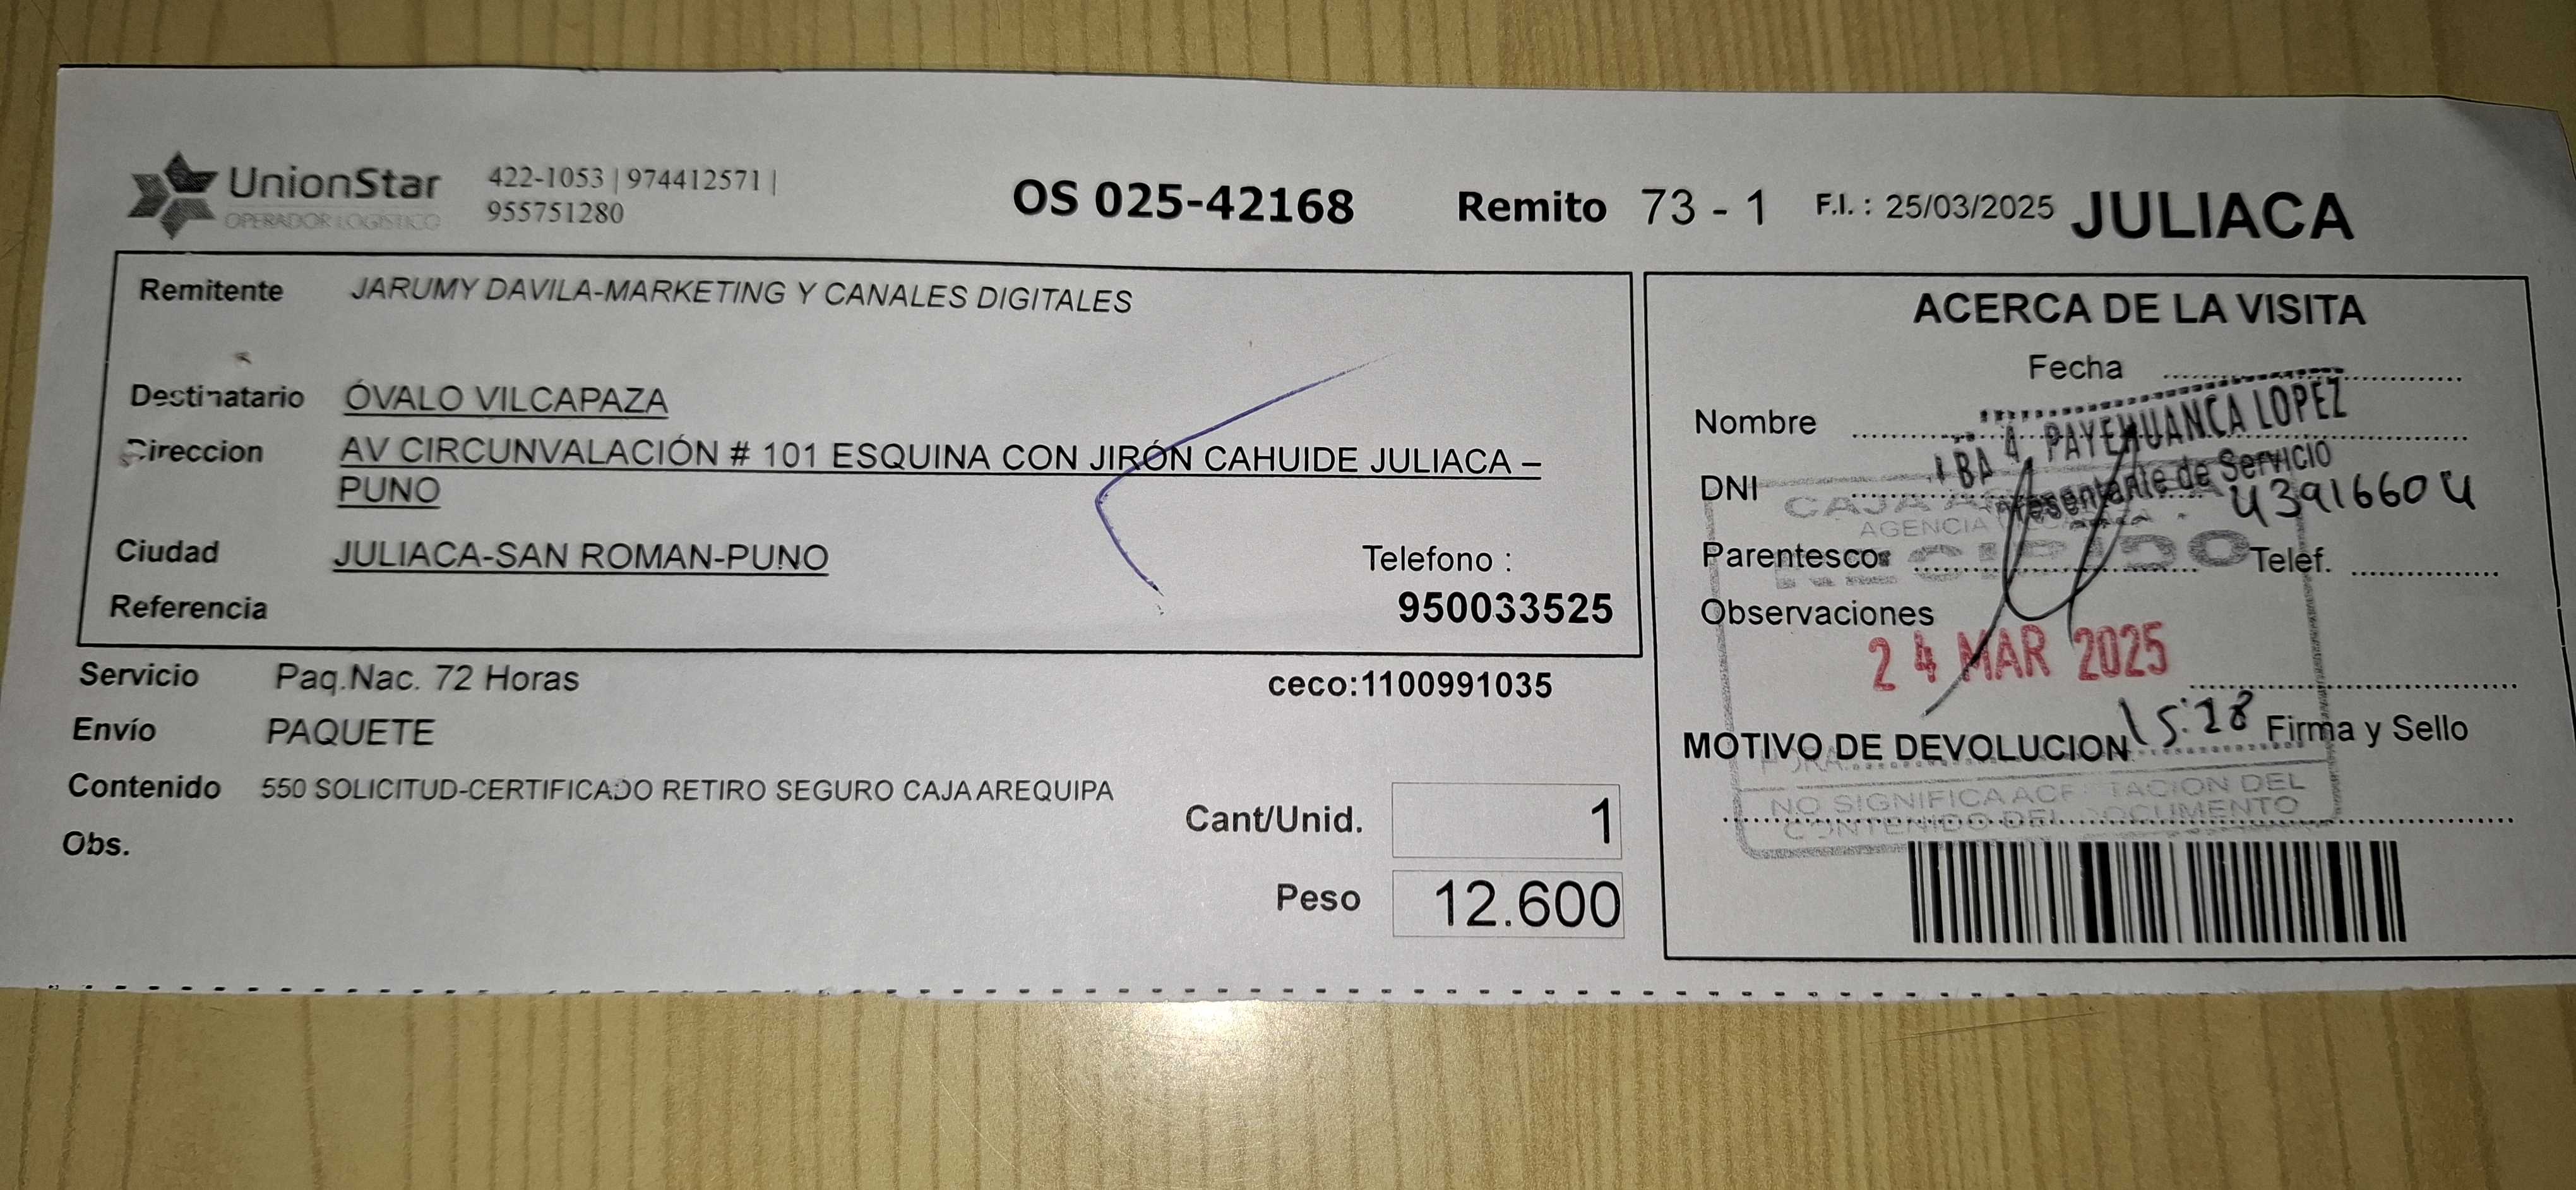 UnionStar
OPERADOR LOGISTICO
422-1053 | 974412571 |
955751280
OS 025-42168
Remito 73 - 1
F.I. : 25/03/2025
JULIACA
Remitente JARUMY DAVILA-MARKETING Y CANALES DIGITALES
Destinatario ÓVALO VILCAPAZA
Direccion AV CIRCUNVALACIÓN # 101 ESQUINA CON JIRÓN CAHUIDE JULIACA –
PUNO
Ciudad JULIACA-SAN ROMAN-PUNO
Telefono :
Referencia 950033525
Servicio Paq.Nac. 72 Horas
ceco:1100991035
Envío PAQUETE
Contenido 550 SOLICITUD-CERTIFICADO RETIRO SEGURO CAJA AREQUIPA
Cant/Unid. 1
Obs.
Peso 12.600
ACERCA DE LA VISITA
Fecha
Nombre
PAYEHUANCA LOPEZ
de Servicio
DNI 43916604
CAJA
AGENCIA
RECIBIDO
Parentesco Telef.
Observaciones
24 MAR 2025
MOTIVO DE DEVOLUCION 15:28 Firma y Sello
HORA
NO SIGNIFICA ACEPTACION DEL
CONTENIDO DEL DOCUMENTO